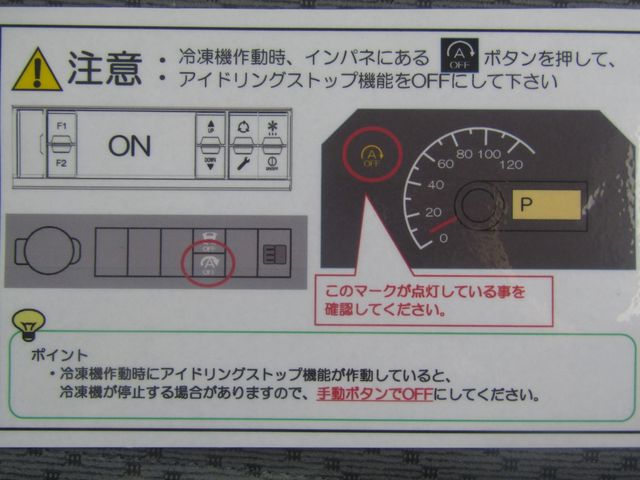 注意・冷凍機作動時、インパネにある A OFF ボタンを押して、
・アイドリングストップ機能をOFFにして下さい
F1
F2
ON
UP
DOWN
ON/OFF
A
OFF
0
20
40
60
80
100
120
P
OFF
A
OFF
このマークが点灯している事を
確認してください。
ポイント
・冷凍機作動時にアイドリングストップ機能が作動していると、
冷凍機が停止する場合がありますので、手動ボタンでOFFにしてください。